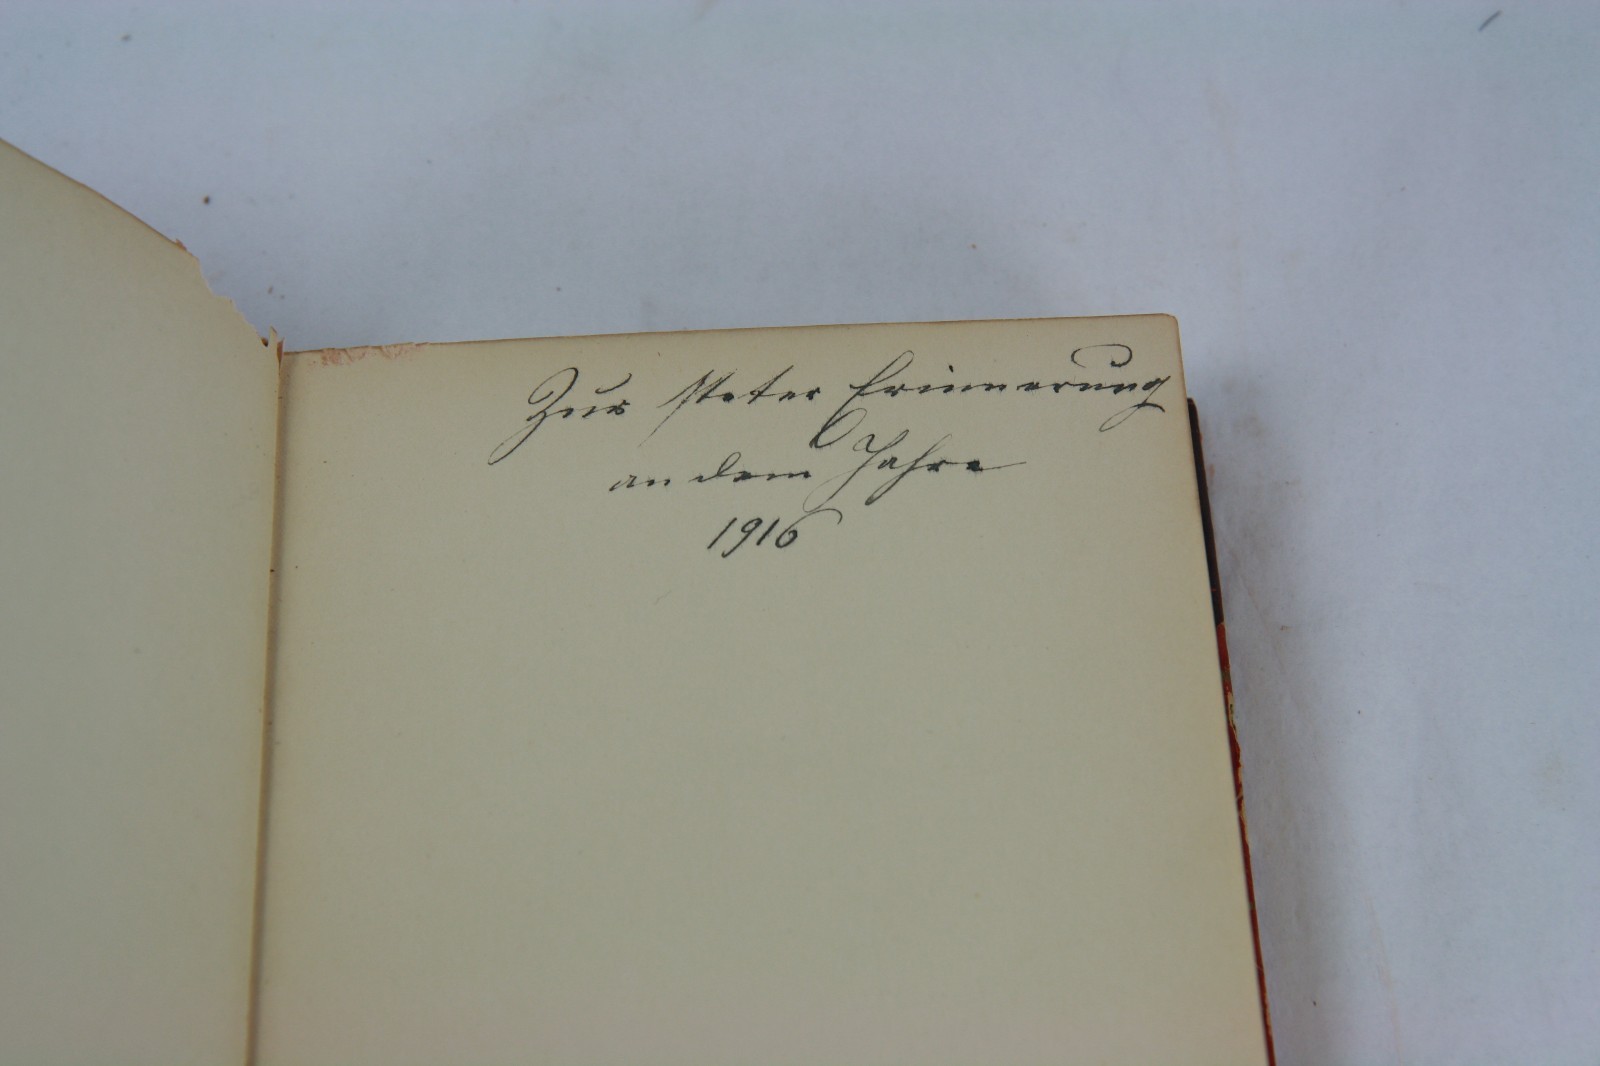 Zur steter Erinnerung
an dem Jahre
1916